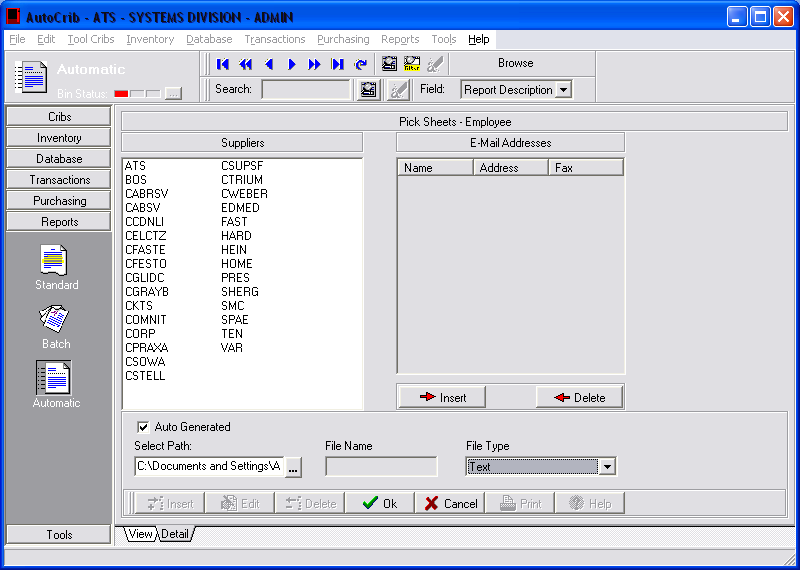 AutoCrib - ATS - SYSTEMS DIVISION - ADMIN
File Edit Tool Cribs Inventory Database Transactions Purchasing Reports Tools Help
Automatic
Bin Status: ...
Filter
Browse
Search: Field: Report Description
Cribs
Inventory
Database
Transactions
Purchasing
Reports
Standard
Batch
Automatic
Tools
Pick Sheets - Employee
Suppliers
ATS CSUPSF
BOS CTRIUM
CABRSV CWEBER
CABSV EDMED
CCDNLI FAST
CELCTZ HARD
CFASTE HEIN
CFESTO HOME
CGLIDC PRES
CGRAYB SHERG
CKTS SMC
COMNIT SPAE
CORP TEN
CPRAXA VAR
CSOWA
CSTELL
E-Mail Addresses
Name Address Fax
Insert Delete
Auto Generated
Select Path: File Name File Type
C:\Documents and Settings\A ... Text
Insert Edit Delete Ok Cancel Print Help
View Detail